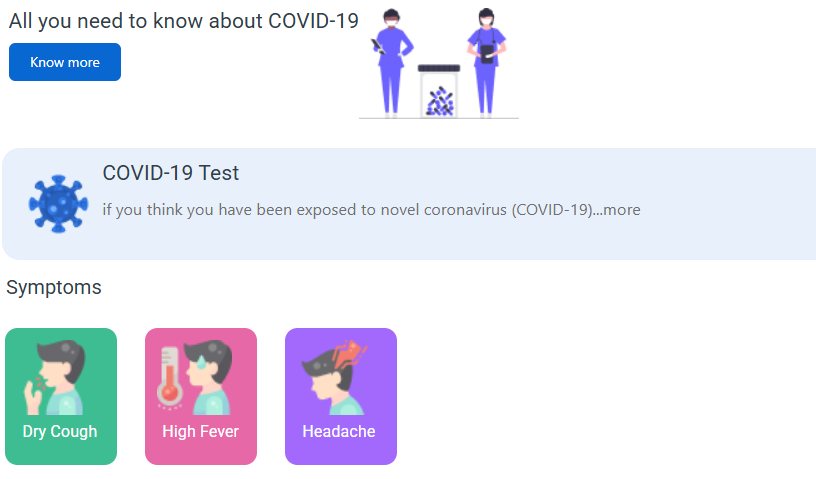 All you need to know about COVID-19
Know more
COVID-19 Test
if you think you have been exposed to novel coronavirus (COVID-19)...more
Symptoms
Dry Cough
High Fever
Headache